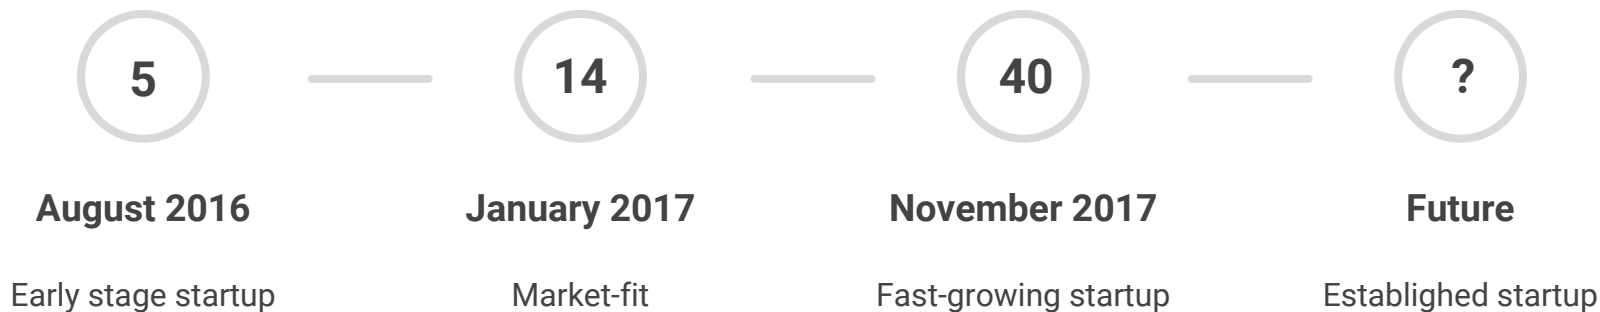 5 14 40 ?
August 2016 January 2017 November 2017 Future
Early stage startup Market-fit Fast-growing startup Establighed startup